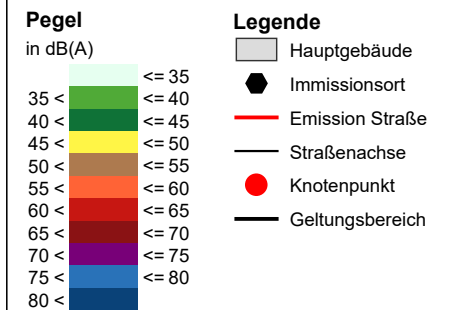 Pegel
in dB(A)
<= 35
35 < <= 40
40 < <= 45
45 < <= 50
50 < <= 55
55 < <= 60
60 < <= 65
65 < <= 70
70 < <= 75
75 < <= 80
80 <
Legende
Hauptgebäude
Immissionsort
Emission Straße
Straßenachse
Knotenpunkt
Geltungsbereich